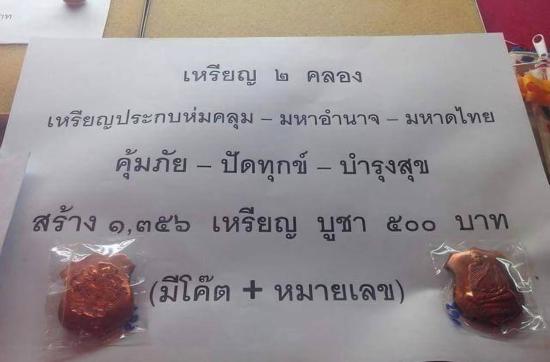 เหรียญ ๒ คลอง
เหรียญประกบห่มคลุม – มหาอำนาจ – มหาดไทย
คุ้มภัย – ปัดทุกข์ – บำรุงสุข
สร้าง ๑,๓๕๖ เหรียญ บูชา ๕๐๐ บาท
(มีโค๊ต + หมายเลข)